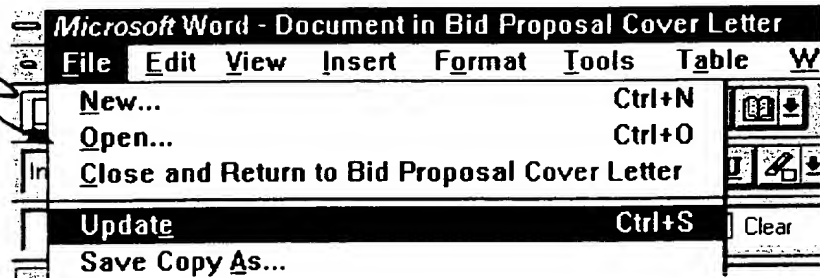 Microsoft Word - Document in Bid Proposal Cover Letter
File Edit View Insert Format Tools Table W
New... Ctrl+N
Open... Ctrl+O
Close and Return to Bid Proposal Cover Letter
In
Update Ctrl+S
Clear
Save Copy As...